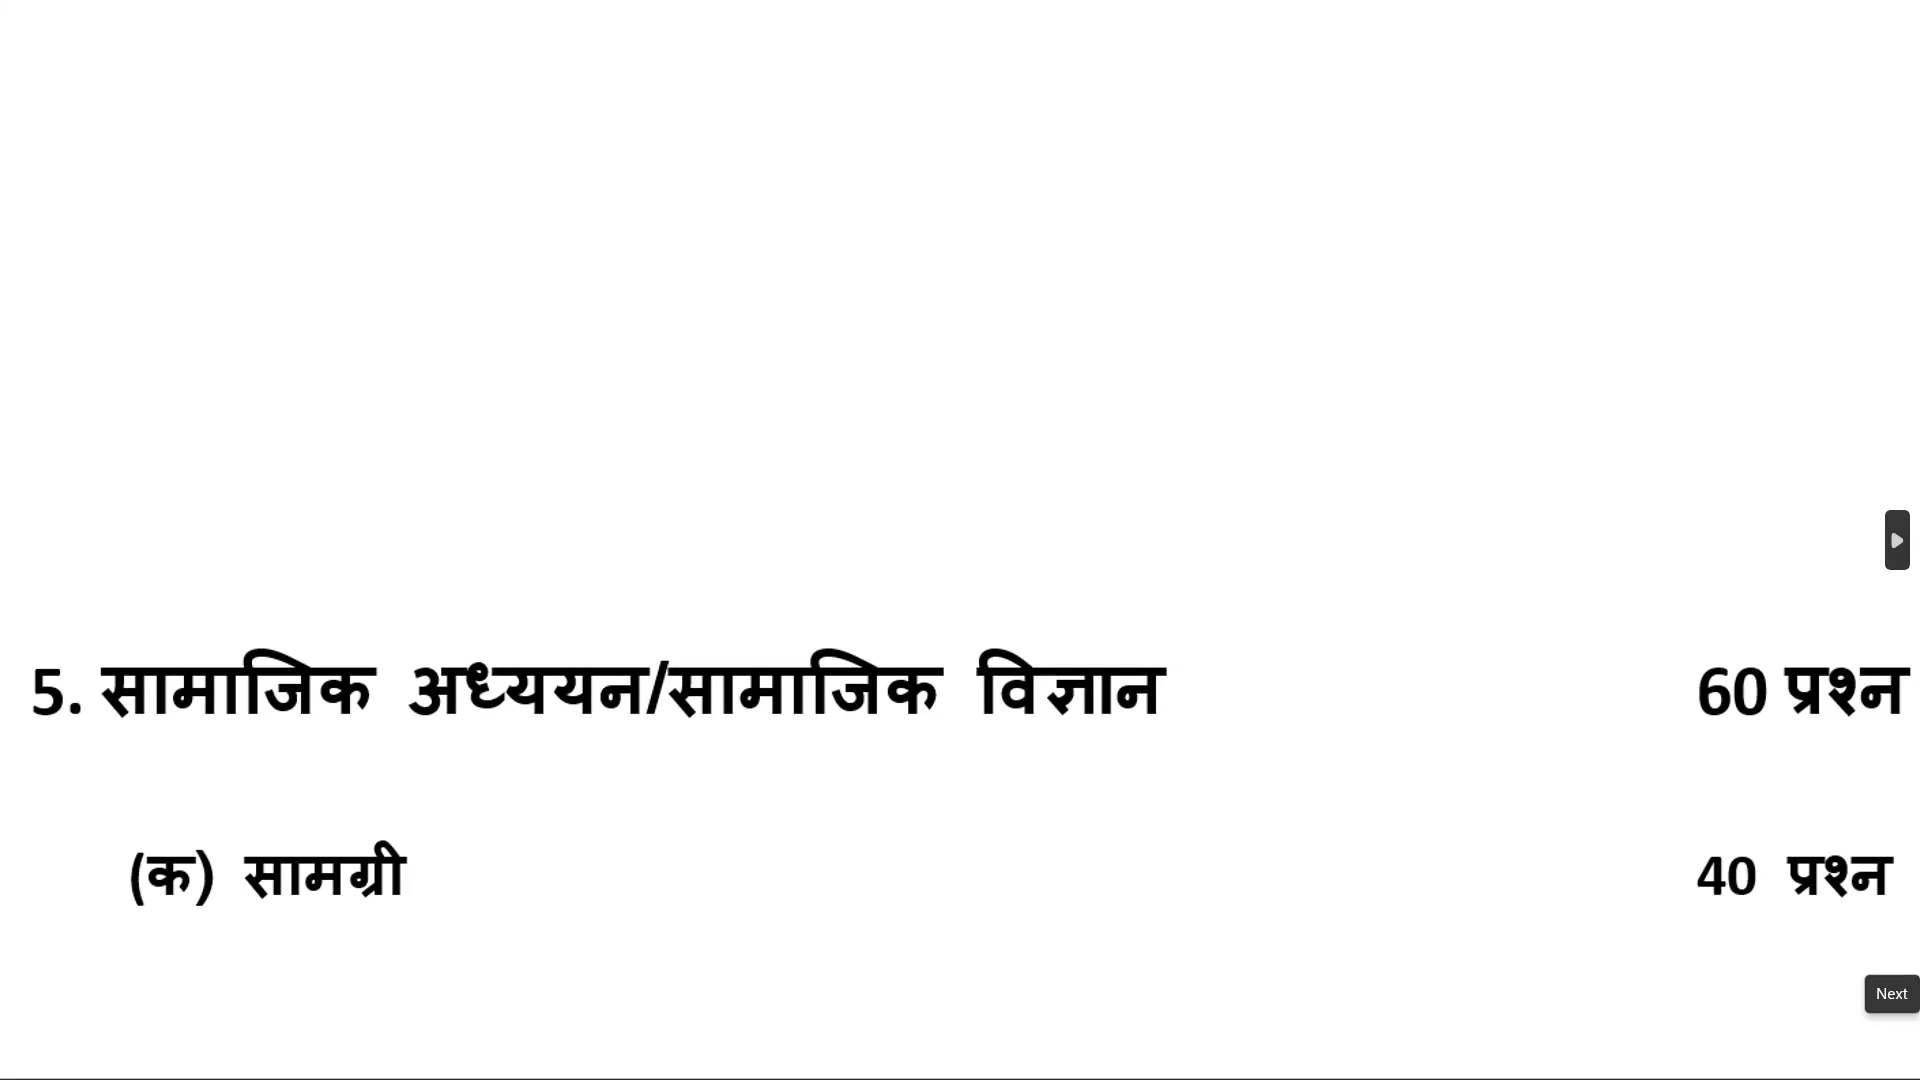 5. सामाजिक अध्ययन/सामाजिक विज्ञान 60 प्रश्न
(क) सामग्री 40 प्रश्न
Next